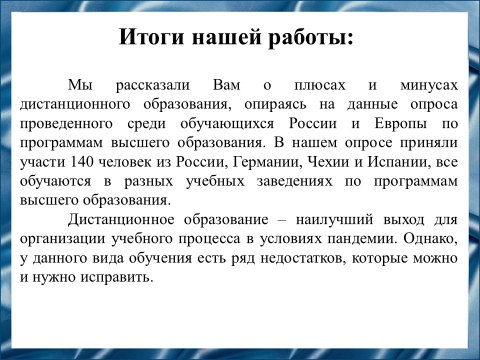 Итоги нашей работы:
Мы рассказали Вам о плюсах и минусах
дистанционного образования, опираясь на данные опроса
проведенного среди обучающихся России и Европы по
программам высшего образования. В нашем опросе приняли
участи 140 человек из России, Германии, Чехии и Испании, все
обучаются в разных учебных заведениях по программам
высшего образования.
Дистанционное образование – наилучший выход для
организации учебного процесса в условиях пандемии. Однако,
у данного вида обучения есть ряд недостатков, которые можно
и нужно исправить.